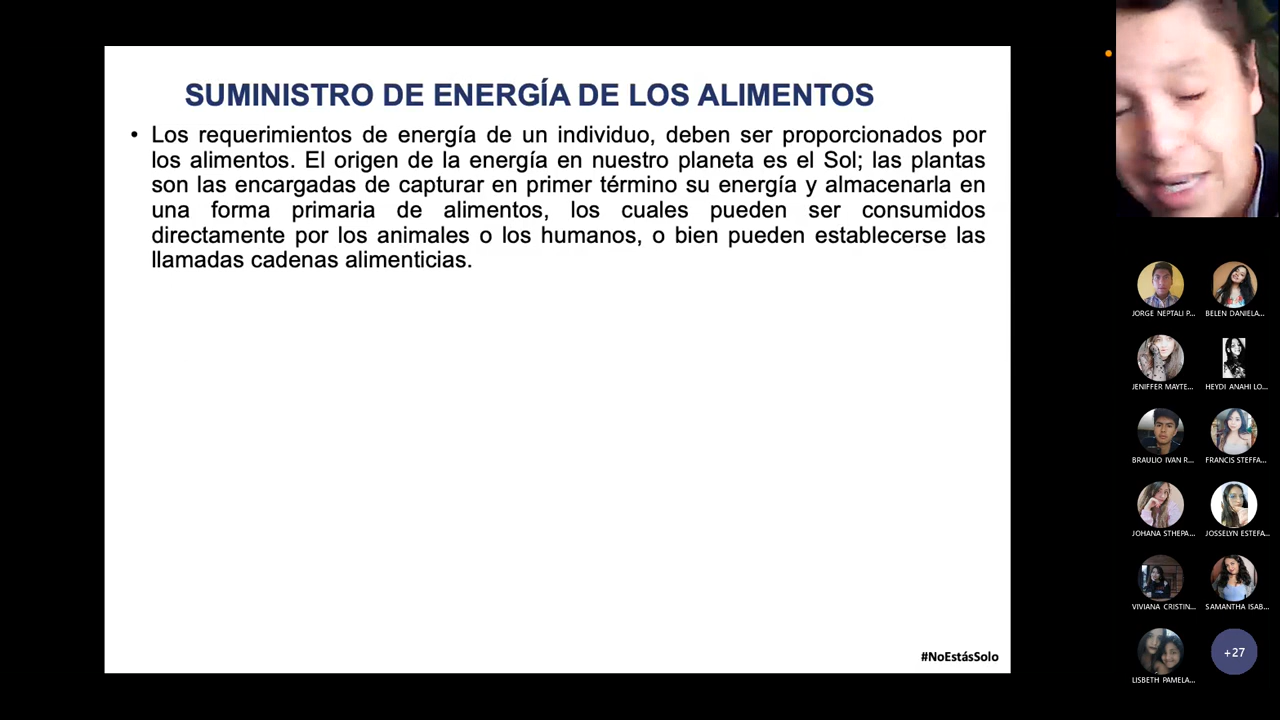 SUMINISTRO DE ENERGÍA DE LOS ALIMENTOS
• Los requerimientos de energía de un individuo, deben ser proporcionados por
los alimentos. El origen de la energía en nuestro planeta es el Sol; las plantas
son las encargadas de capturar en primer término su energía y almacenarla en
una forma primaria de alimentos, los cuales pueden ser consumidos
directamente por los animales o los humanos, o bien pueden establecerse las
llamadas cadenas alimenticias.
#NoEstásSolo
JORGE NEPTALI P...
BELEN DANIELA...
JENIFFER MAYTE...
HEYDI ANAHI LO...
BRAULIO IVAN R...
FRANCIS STEFFA...
JOHANA STHEPA...
JOSSELYN ESTEFA...
VIVIANA CRISTIN...
SAMANTHA ISAB...
LISBETH PAMELA...
+27